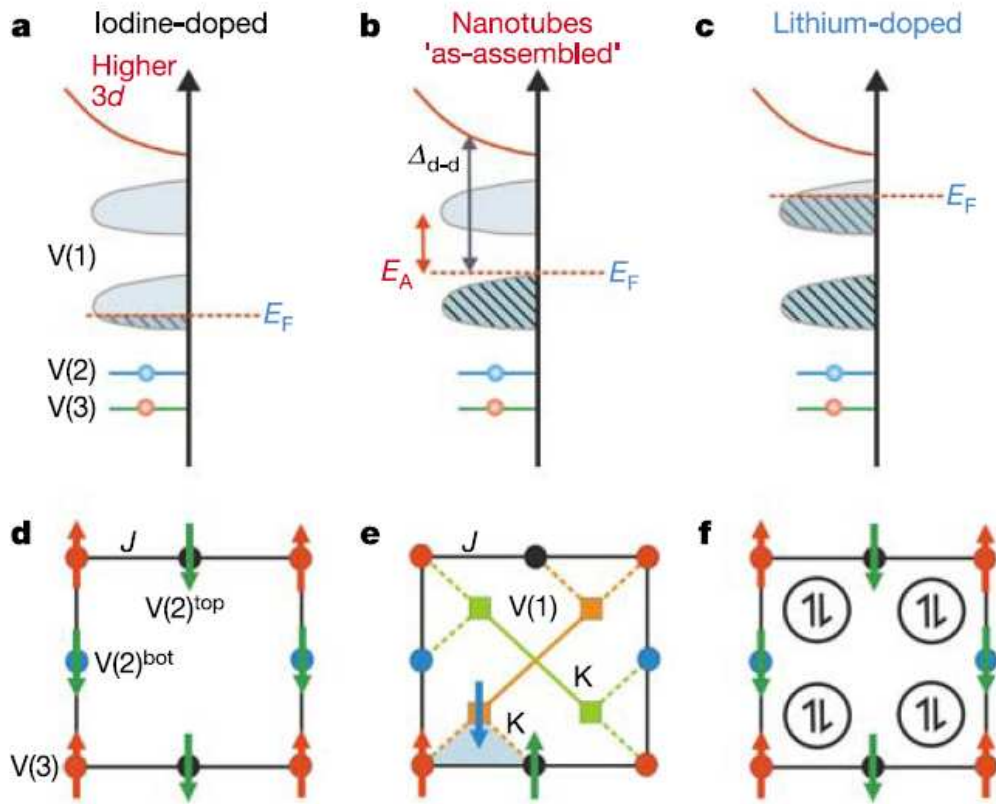 a Iodine-doped
Higher
3d
V(1)
E_F
V(2)
V(3)
b Nanotubes
'as-assembled'
Δ_d-d
E_A
E_F
c Lithium-doped
E_F
d
J
V(2)^top
V(2)^bot
V(3)
e
J
V(1)
K
K
f